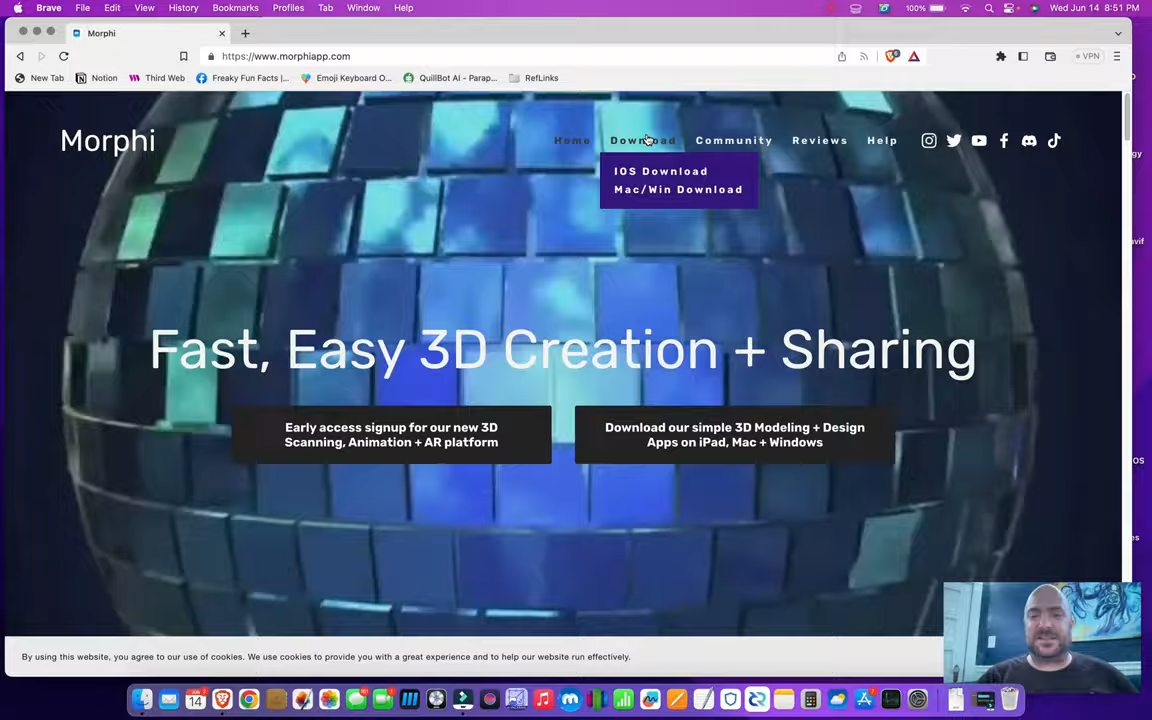 Brave File Edit View History Bookmarks Profiles Tab Window Help
100% Wed Jun 14 8:51 PM
Morphi
https://www.morphiapp.com
VPN
New Tab Notion Third Web Freaky Fun Facts |... Emoji Keyboard O... QuillBot AI - Parap... RefLinks
Morphi
Home Download Community Reviews Help
IOS Download
Mac/Win Download
Fast, Easy 3D Creation + Sharing
Early access signup for our new 3D
Scanning, Animation + AR platform
Download our simple 3D Modeling + Design
Apps on iPad, Mac + Windows
By using this website, you agree to our use of cookies. We use cookies to provide you with a great experience and to help our website run effectively.